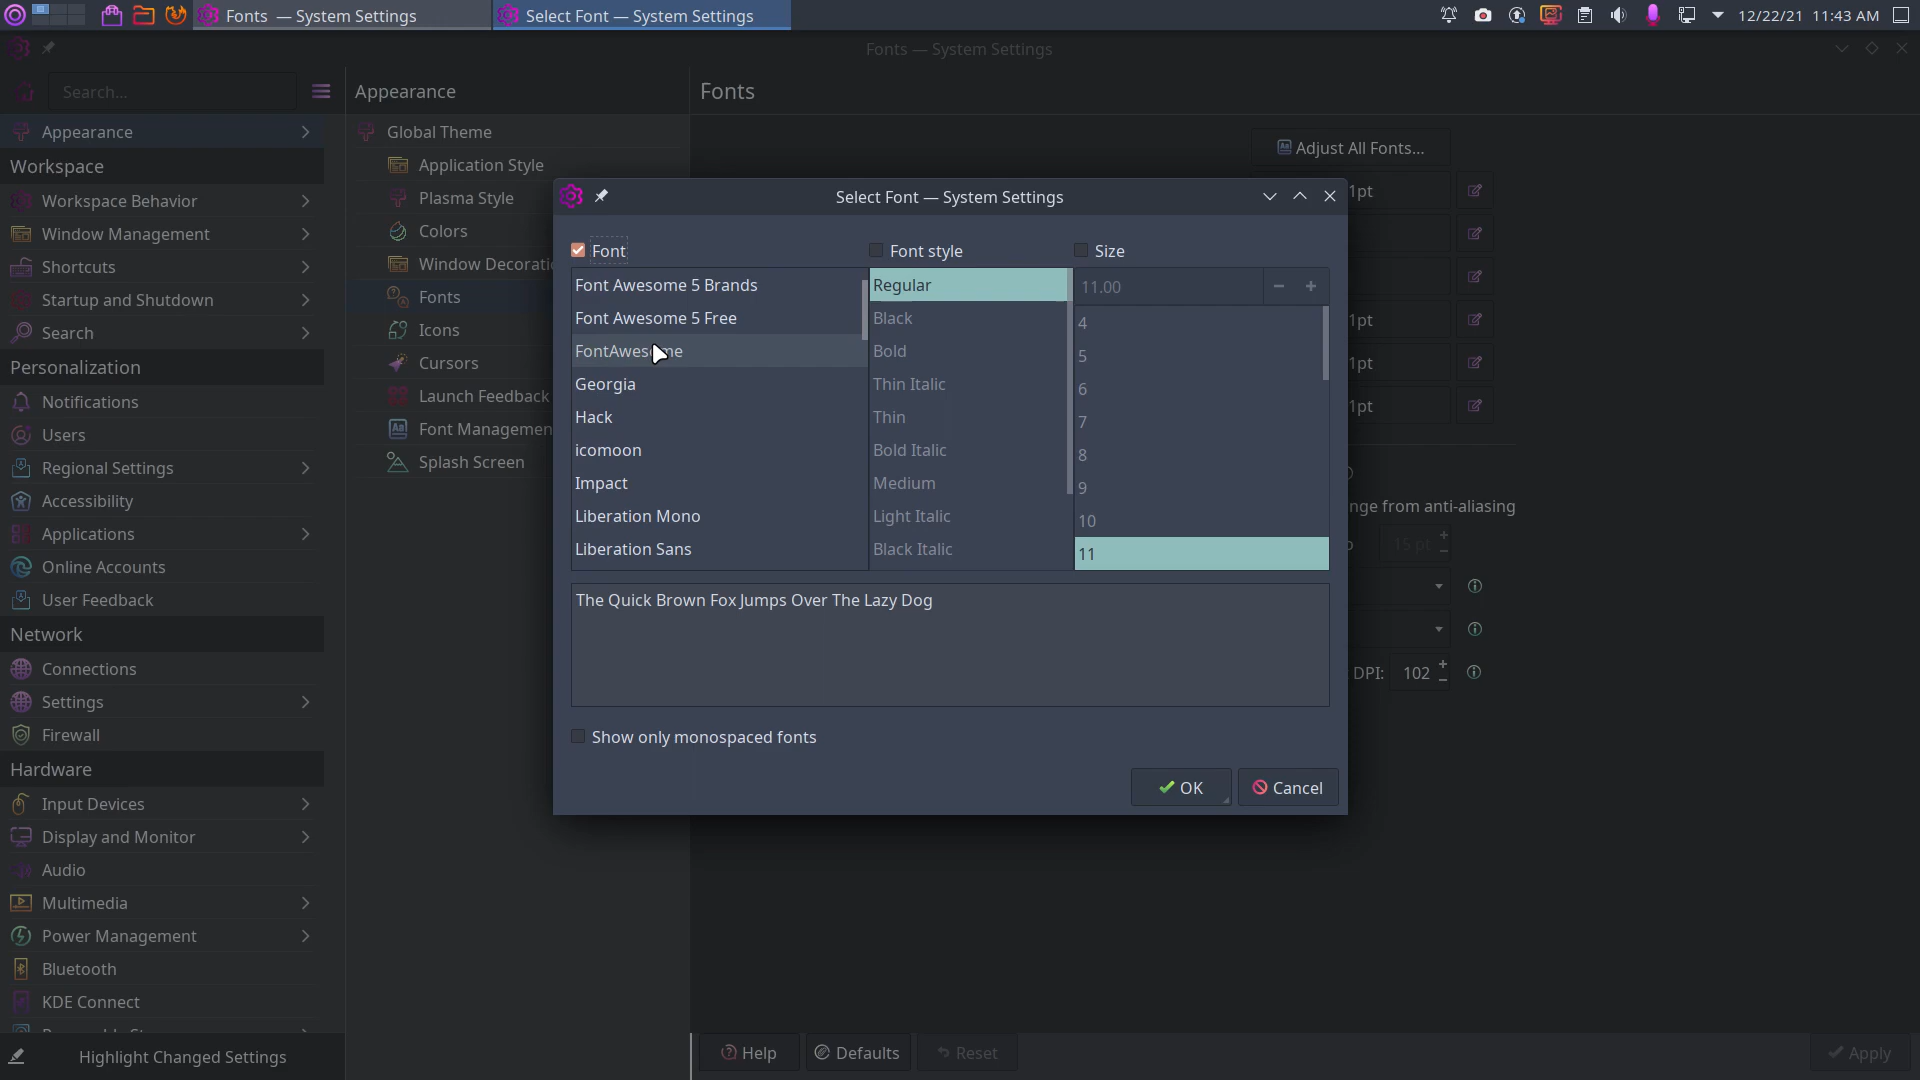 Fonts — System Settings
Select Font — System Settings
12/22/21 11:43 AM
Fonts — System Settings
Search...
Appearance
Workspace
Workspace Behavior
Window Management
Shortcuts
Startup and Shutdown
Search
Personalization
Notifications
Users
Regional Settings
Accessibility
Applications
Online Accounts
User Feedback
Network
Connections
Settings
Firewall
Hardware
Input Devices
Display and Monitor
Audio
Multimedia
Power Management
Bluetooth
KDE Connect
Highlight Changed Settings
Appearance
Global Theme
Application Style
Plasma Style
Colors
Window Decoratio
Fonts
Icons
Cursors
Launch Feedback
Font Managemen
Splash Screen
Fonts
Adjust All Fonts...
1pt
1pt
1pt
1pt
nge from anti-aliasing
15 pt
DPI: 102
Select Font — System Settings
Font
Font Awesome 5 Brands
Font Awesome 5 Free
FontAwesome
Georgia
Hack
icomoon
Impact
Liberation Mono
Liberation Sans
Font style
Regular
Black
Bold
Thin Italic
Thin
Bold Italic
Medium
Light Italic
Black Italic
Size
11.00
4
5
6
7
8
9
10
11
The Quick Brown Fox Jumps Over The Lazy Dog
Show only monospaced fonts
OK
Cancel
Help
Defaults
Reset
Apply